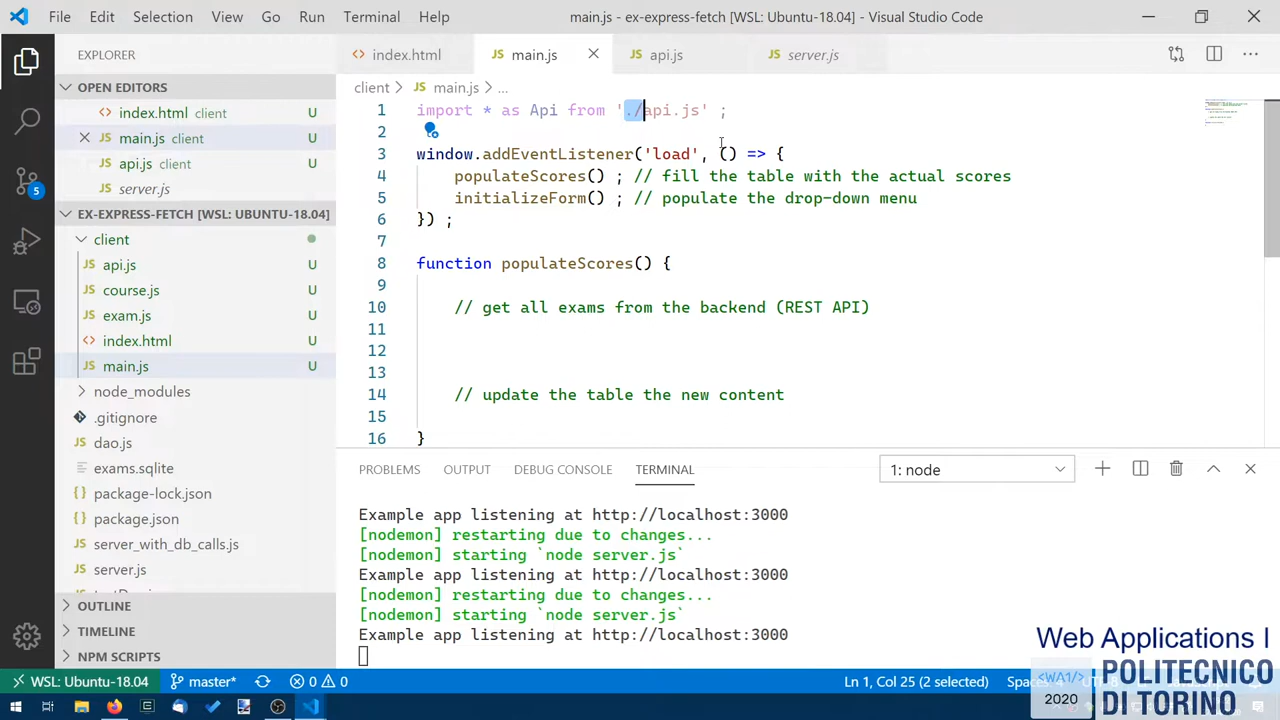 File Edit Selection View Go Run Terminal Help main.js - ex-express-fetch [WSL: Ubuntu-18.04] - Visual Studio Code
EXPLORER
index.html main.js api.js server.js
OPEN EDITORS
index.html client
main.js client
api.js client
server.js
5
EX-EXPRESS-FETCH [WSL: UBUNTU-18.04]
client
api.js U
course.js U
exam.js U
index.html U
main.js U
node_modules
.gitignore
dao.js
exams.sqlite
package-lock.json
package.json
server_with_db_calls.js
server.js
OUTLINE
TIMELINE
NPM SCRIPTS
client > main.js > ...
1 import * as Api from './api.js' ;
2
3 window.addEventListener('load', () => {
4 populateScores() ; // fill the table with the actual scores
5 initializeForm() ; // populate the drop-down menu
6 }) ;
7
8 function populateScores() {
9
10 // get all exams from the backend (REST API)
11
12
13
14 // update the table the new content
15
16 }
PROBLEMS OUTPUT DEBUG CONSOLE TERMINAL 1: node
Example app listening at http://localhost:3000
[nodemon] restarting due to changes...
[nodemon] starting `node server.js`
Example app listening at http://localhost:3000
[nodemon] restarting due to changes...
[nodemon] starting `node server.js`
Example app listening at http://localhost:3000
Web Applications I
<WA1/>
2020
POLITECNICO
DI TORINO
WSL: Ubuntu-18.04 master* 0 0 Ln 1, Col 25 (2 selected)